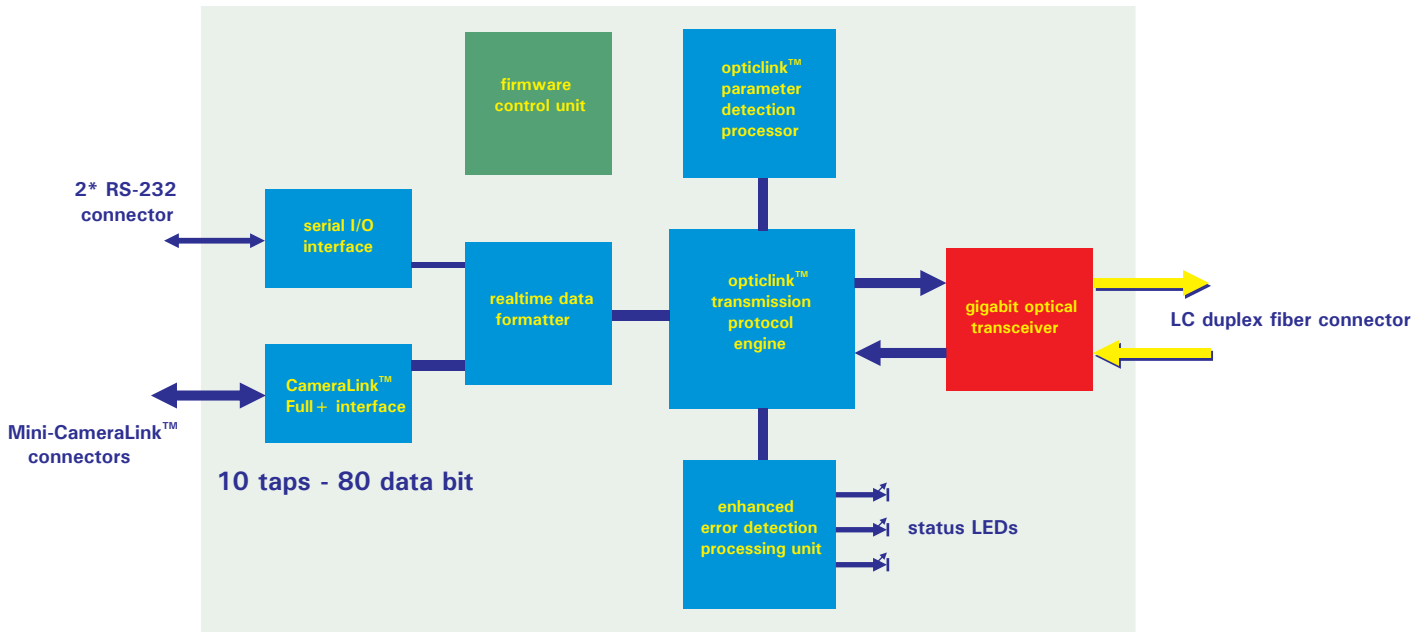 firmware
control unit
opticlink™
parameter
detection
processor
2* RS-232
connector
serial I/O
interface
realtime data
formatter
opticlink™
transmission
protocol
engine
gigabit optical
transceiver
LC duplex fiber connector
CameraLink™
Full+ interface
Mini-CameraLink™
connectors
10 taps - 80 data bit
enhanced
error detection
processing unit
status LEDs